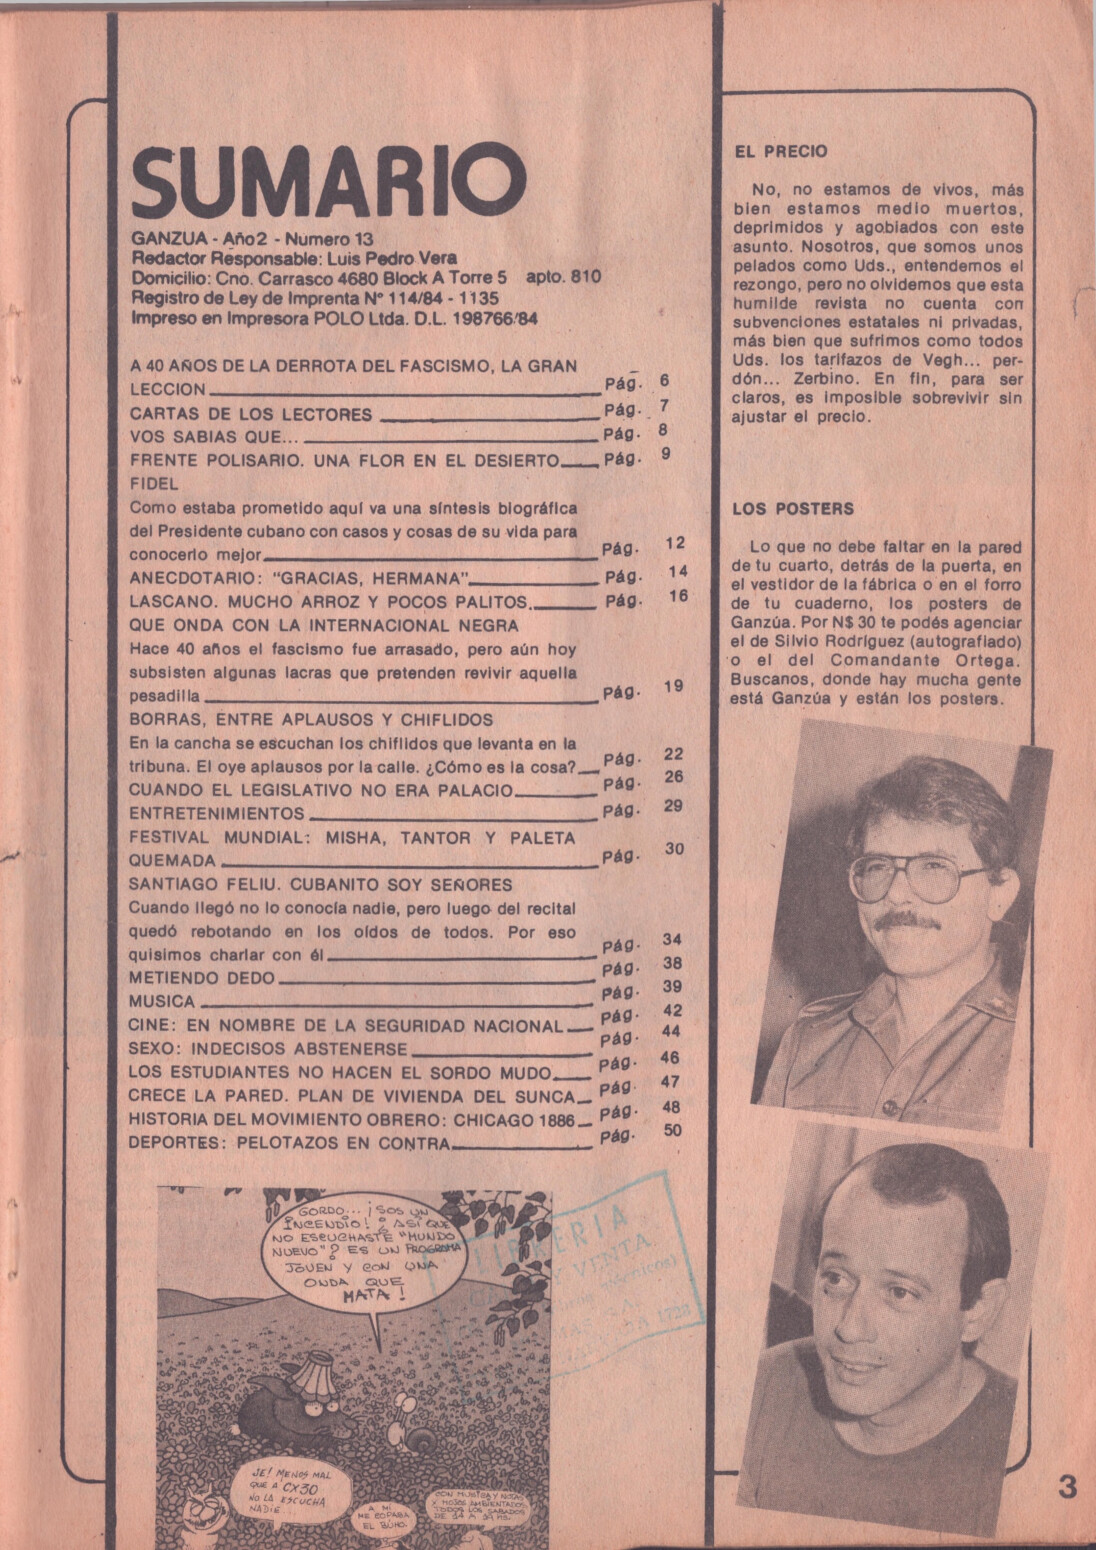 SUMARIO
GANZUA - Año 2 - Numero 13
Redactor Responsable: Luis Pedro Vera
Domicilio: Cno. Carrasco 4680 Block A Torre 5 apto. 810
Registro de Ley de Imprenta N° 114/84 - 1135
Impreso en Impresora POLO Ltda. D.L. 198766/84
A 40 AÑOS DE LA DERROTA DEL FASCISMO, LA GRAN
LECCION Pág. 6
CARTAS DE LOS LECTORES Pág. 7
VOS SABIAS QUE... Pág. 8
FRENTE POLISARIO. UNA FLOR EN EL DESIERTO Pág. 9
FIDEL
Como estaba prometido aquí va una síntesis biográfica
del Presidente cubano con casos y cosas de su vida para
conocerlo mejor Pág. 12
ANECDOTARIO: "GRACIAS, HERMANA" Pág. 14
LASCANO. MUCHO ARROZ Y POCOS PALITOS. Pág. 16
QUE ONDA CON LA INTERNACIONAL NEGRA
Hace 40 años el fascismo fue arrasado, pero aún hoy
subsisten algunas lacras que pretenden revivir aquella
pesadilla Pág. 19
BORRAS, ENTRE APLAUSOS Y CHIFLIDOS
En la cancha se escuchan los chiflidos que levanta en la
tribuna. El oye aplausos por la calle. ¿Cómo es la cosa? Pág. 22
CUANDO EL LEGISLATIVO NO ERA PALACIO Pág. 26
ENTRETENIMIENTOS Pág. 29
FESTIVAL MUNDIAL: MISHA, TANTOR Y PALETA
QUEMADA Pág. 30
SANTIAGO FELIU. CUBANITO SOY SEÑORES
Cuando llegó no lo conocía nadie, pero luego del recital
quedó rebotando en los oídos de todos. Por eso
quisimos charlar con él Pág. 34
METIENDO DEDO Pág. 38
MUSICA Pág. 39
CINE: EN NOMBRE DE LA SEGURIDAD NACIONAL Pág. 42
SEXO: INDECISOS ABSTENERSE Pág. 44
LOS ESTUDIANTES NO HACEN EL SORDO MUDO Pág. 46
CRECE LA PARED. PLAN DE VIVIENDA DEL SUNCA Pág. 47
HISTORIA DEL MOVIMIENTO OBRERO: CHICAGO 1886 Pág. 48
DEPORTES: PELOTAZOS EN CONTRA Pág. 50
GORDO... ¡SOS UN
INCENDIO! ¿ASÍ QUE
NO ESCUCHASTE "MUNDO
NUEVO"? ES UN PROGRAMA
JOVEN Y CON UNA
ONDA QUE
MATA!
JE! MENOS MAL
QUE A CX30
NO LA ESCUCHA
NADIE...
A MI
ME COPABA
EL BÚHO.
CON MUSICA Y NOTAS
TODOS LOS SABADOS
LIBRERIA
VENTA
1728
EL PRECIO
No, no estamos de vivos, más
bien estamos medio muertos,
deprimidos y agobiados con este
asunto. Nosotros, que somos unos
pelados como Uds., entendemos el
rezongo, pero no olvidemos que esta
humilde revista no cuenta con
subvenciones estatales ni privadas,
más bien que sufrimos como todos
Uds. los tarifazos de Vegh... per-
dón... Zerbino. En fin, para ser
claros, es imposible sobrevivir sin
ajustar el precio.
LOS POSTERS
Lo que no debe faltar en la pared
de tu cuarto, detrás de la puerta, en
el vestidor de la fábrica o en el forro
de tu cuaderno, los posters de
Ganzúa. Por N$ 30 te podés agenciar
el de Silvio Rodríguez (autografiado)
o el del Comandante Ortega.
Buscanos, donde hay mucha gente
está Ganzúa y están los posters.
3